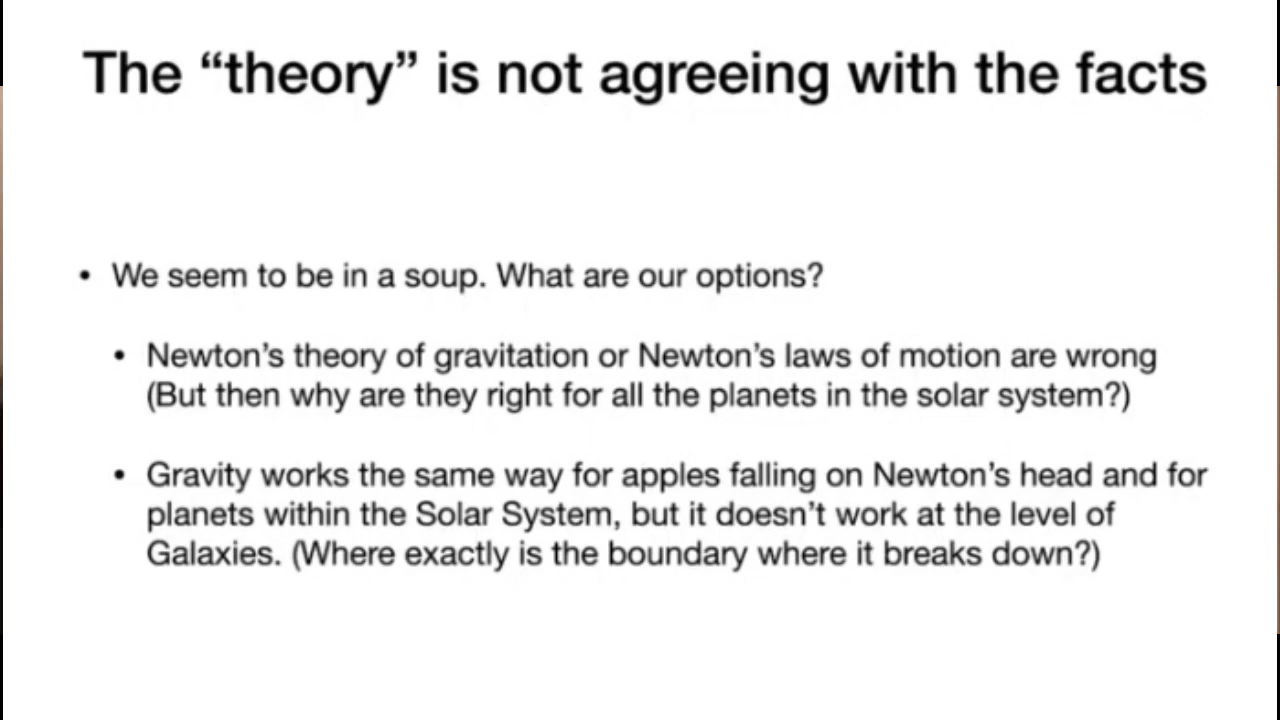 The “theory” is not agreeing with the facts
• We seem to be in a soup. What are our options?
• Newton’s theory of gravitation or Newton’s laws of motion are wrong
(But then why are they right for all the planets in the solar system?)
• Gravity works the same way for apples falling on Newton’s head and for
planets within the Solar System, but it doesn’t work at the level of
Galaxies. (Where exactly is the boundary where it breaks down?)